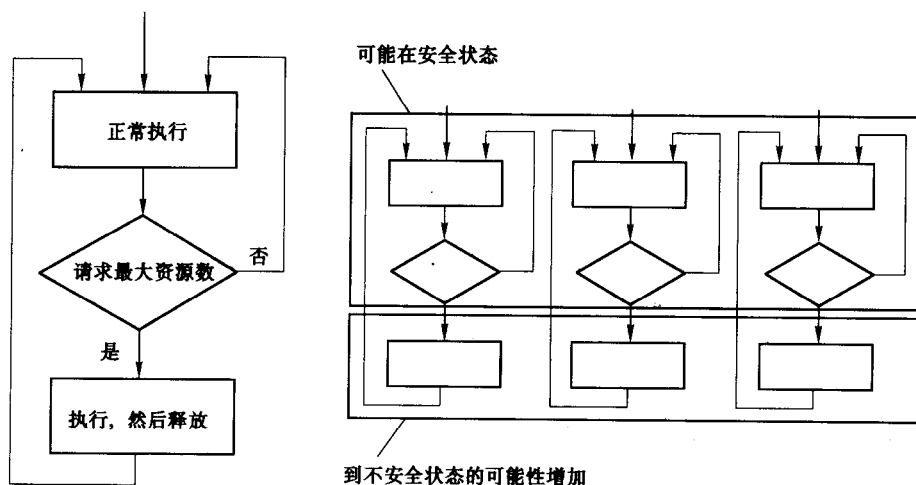 正常执行
请求最大资源数
否
是
执行，然后释放
可能在安全状态
到不安全状态的可能性增加